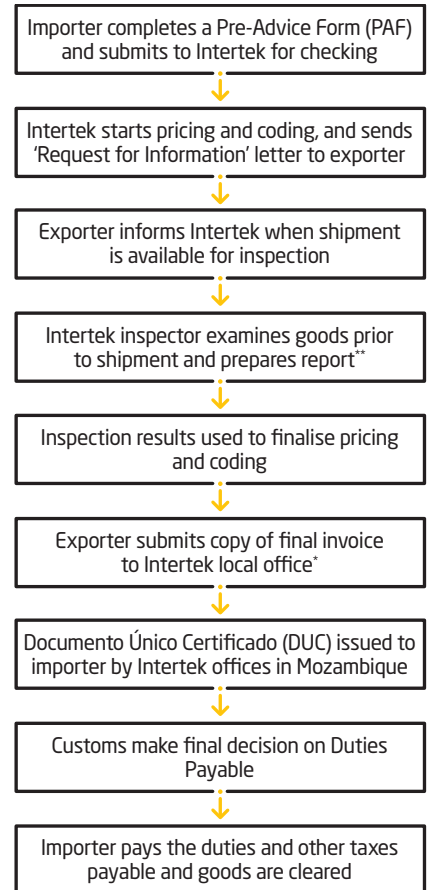 Importer completes a Pre-Advice Form (PAF)
and submits to Intertek for checking
Intertek starts pricing and coding, and sends
'Request for Information' letter to exporter
Exporter informs Intertek when shipment
is available for inspection
Intertek inspector examines goods prior
to shipment and prepares report**
Inspection results used to finalise pricing
and coding
Exporter submits copy of final invoice
to Intertek local office*
Documento Único Certificado (DUC) issued to
importer by Intertek offices in Mozambique
Customs make final decision on Duties
Payable
Importer pays the duties and other taxes
payable and goods are cleared